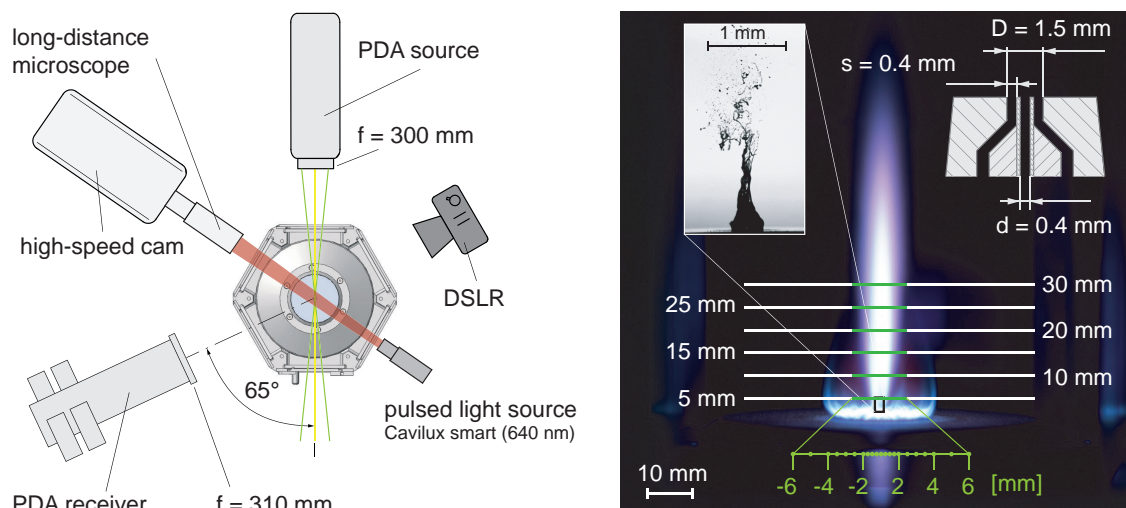 long-distance
microscope
PDA source
f = 300 mm
high-speed cam
DSLR
65°
pulsed light source
Cavilux smart (640 nm)
PDA receiver
f = 310 mm
1 mm
D = 1.5 mm
s = 0.4 mm
d = 0.4 mm
30 mm
25 mm
20 mm
15 mm
10 mm
5 mm
10 mm
-6 -4 -2 2 4 6 [mm]